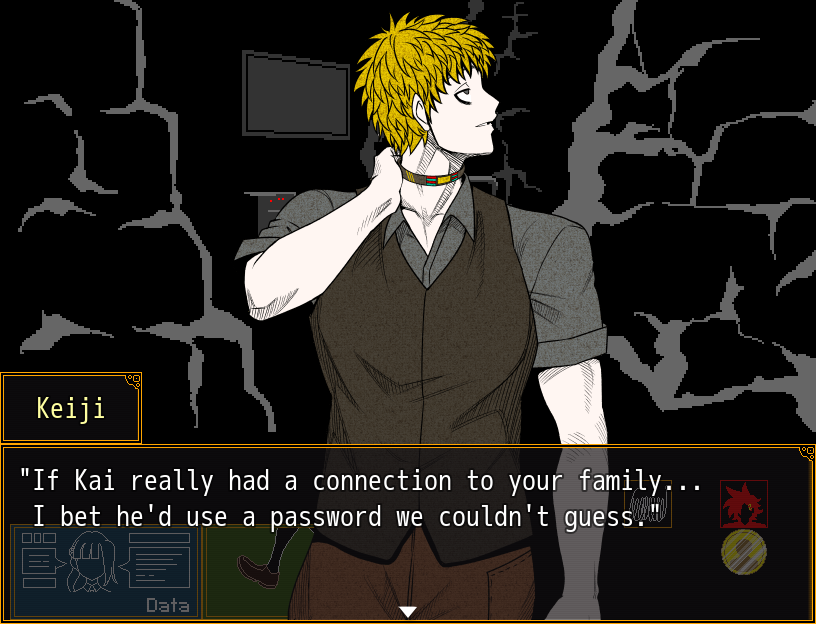 Keiji
"If Kai really had a connection to your family...
I bet he'd use a password we couldn't guess."
Data